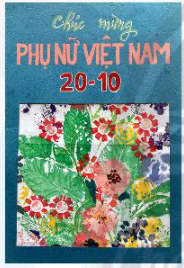 Chúc mừng
PHỤ NỮ VIỆT NAM
20-10